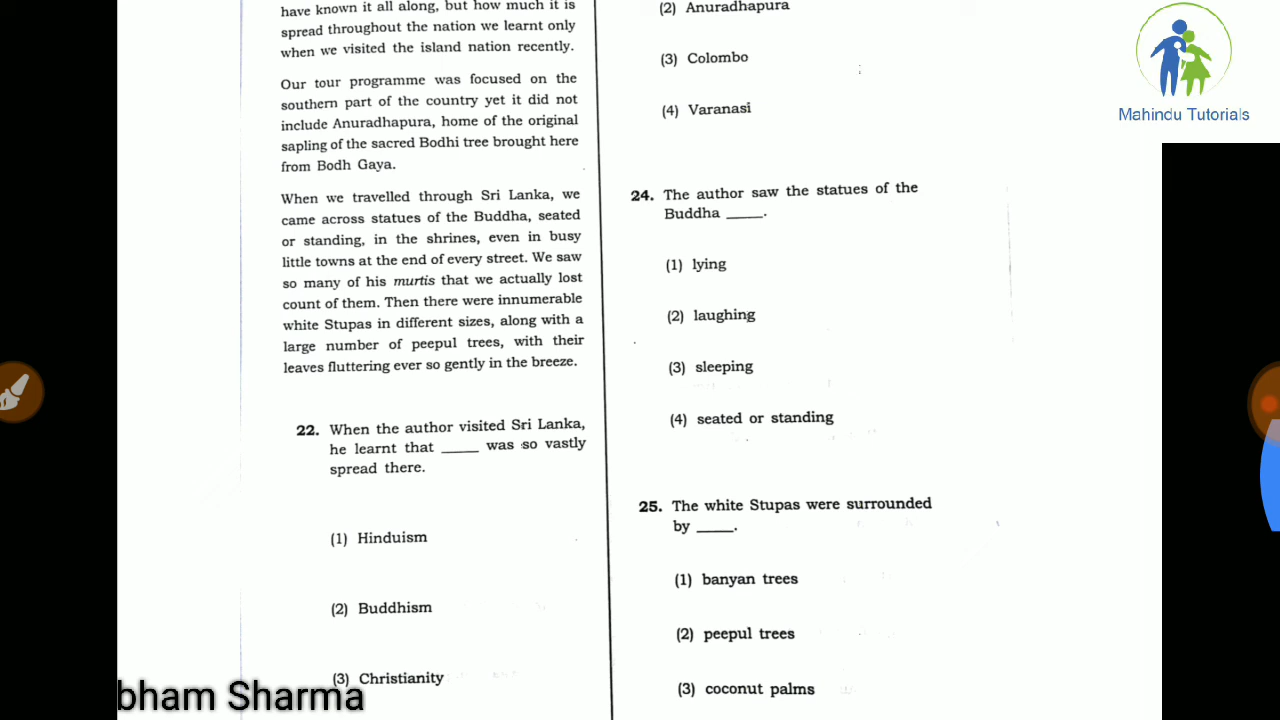 have known it all along, but how much it is
spread throughout the nation we learnt only
when we visited the island nation recently.
Our tour programme was focused on the
southern part of the country yet it did not
include Anuradhapura, home of the original
sapling of the sacred Bodhi tree brought here
from Bodh Gaya.
When we travelled through Sri Lanka, we
came across statues of the Buddha, seated
or standing, in the shrines, even in busy
little towns at the end of every street. We saw
so many of his murtis that we actually lost
count of them. Then there were innumerable
white Stupas in different sizes, along with a
large number of peepul trees, with their
leaves fluttering ever so gently in the breeze.
22. When the author visited Sri Lanka,
he learnt that ____ was so vastly
spread there.
(1) Hinduism
(2) Buddhism
(3) Christianity
(2) Anuradhapura
(3) Colombo
(4) Varanasi
24. The author saw the statues of the
Buddha ____.
(1) lying
(2) laughing
(3) sleeping
(4) seated or standing
25. The white Stupas were surrounded
by ____.
(1) banyan trees
(2) peepul trees
(3) coconut palms
Mahindu Tutorials
bham Sharma